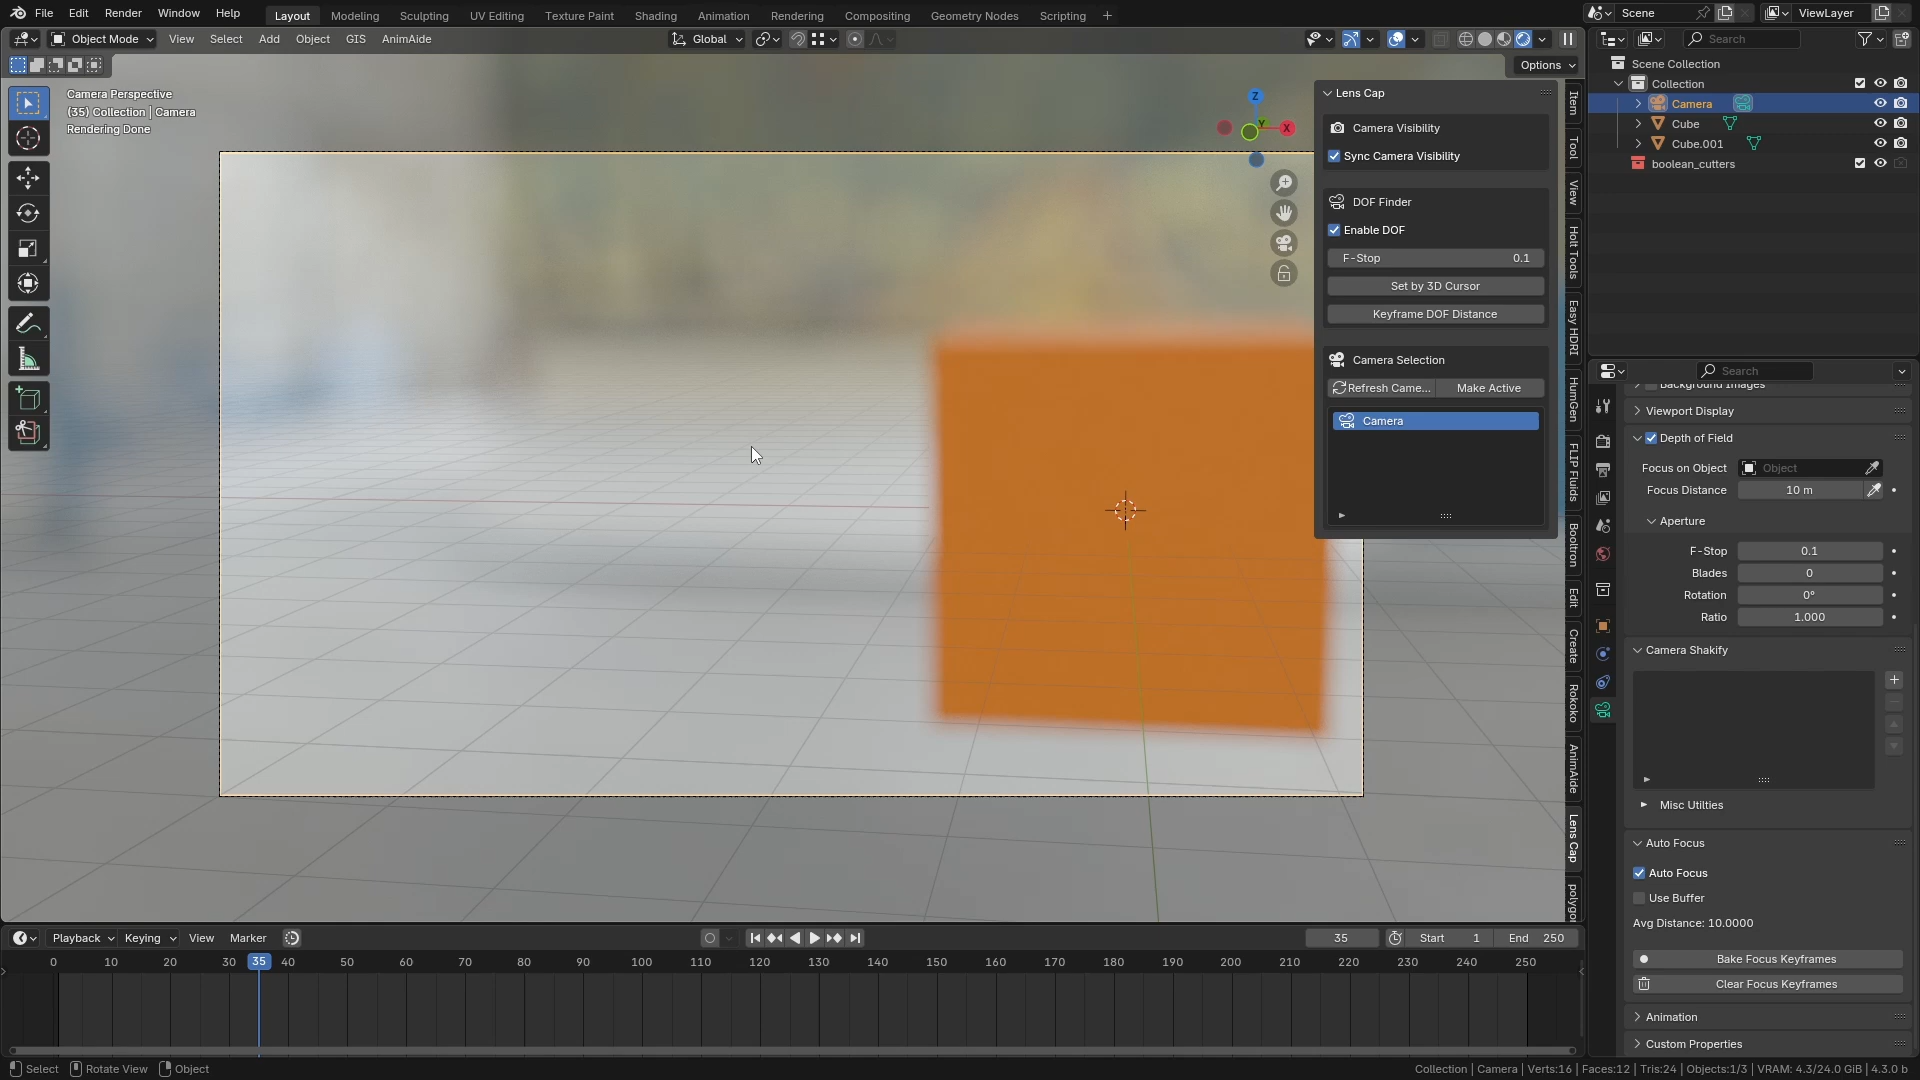 File Edit Render Window Help Layout Modeling Sculpting UV Editing Texture Paint Shading Animation Rendering Compositing Geometry Nodes Scripting + Scene ViewLayer
Object Mode View Select Add Object GIS AnimAide Global Search
Options
Camera Perspective
(35) Collection | Camera
Rendering Done
Z
Y
X
Lens Cap
Camera Visibility
Sync Camera Visibility
DOF Finder
Enable DOF
F-Stop 0.1
Set by 3D Cursor
Keyframe DOF Distance
Camera Selection
Refresh Came... Make Active
Camera
Item
Tool
View
Holt Tools
Easy HDRI
HumGen
FLIP Fluids
Booltron
Edit
Create
Rokoko
AnimAide
Lens Cap
polygo
Scene Collection
Collection
Camera
Cube
Cube.001
boolean_cutters
Search
Background Images
Viewport Display
Depth of Field
Focus on Object Object
Focus Distance 10 m
Aperture
F-Stop 0.1
Blades 0
Rotation 0°
Ratio 1.000
Camera Shakify
Misc Utilties
Auto Focus
Auto Focus
Use Buffer
Avg Distance: 10.0000
Bake Focus Keyframes
Clear Focus Keyframes
Animation
Custom Properties
Playback Keying View Marker 35 Start 1 End 250
0 10 20 30 35 40 50 60 70 80 90 100 110 120 130 140 150 160 170 180 190 200 210 220 230 240 250
Select Rotate View Object Collection | Camera | Verts:16 | Faces:12 | Tris:24 | Objects:1/3 | VRAM: 4.3/24.0 GiB | 4.3.0 b